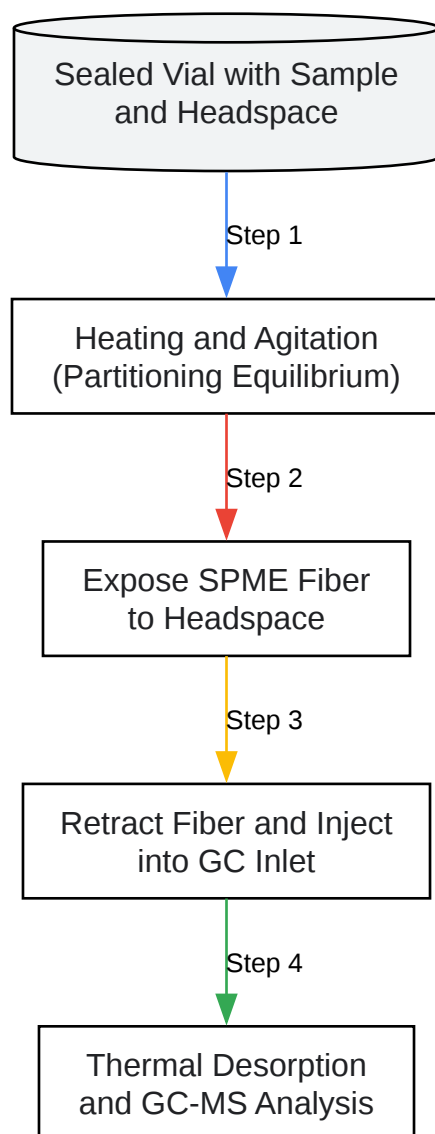 Sealed Vial with Sample
and Headspace
Step 1
Heating and Agitation
(Partitioning Equilibrium)
Step 2
Expose SPME Fiber
to Headspace
Step 3
Retract Fiber and Inject
into GC Inlet
Step 4
Thermal Desorption
and GC-MS Analysis